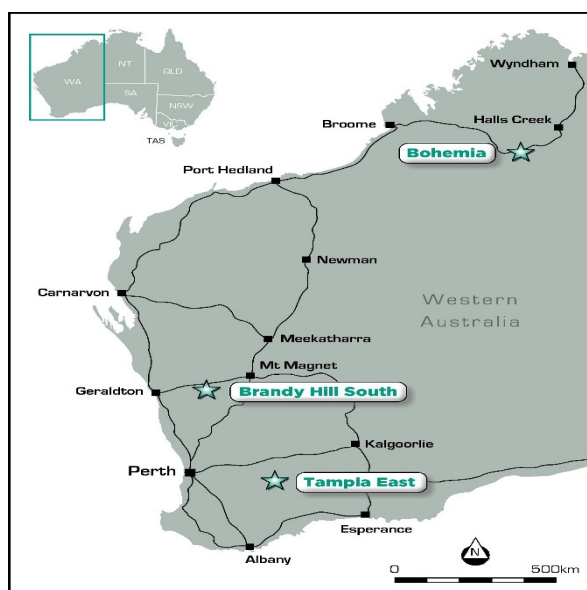 WA
NT
QLD
SA
NSW
VIC
TAS
Wyndham
Broome
Halls Creek
Bohemia
Port Hedland
Newman
Carnarvon
Western
Australia
Meekatharra
Mt Magnet
Geraldton
Brandy Hill South
Kalgoorlie
Perth
Tampia East
Esperance
Albany
N
0 500km